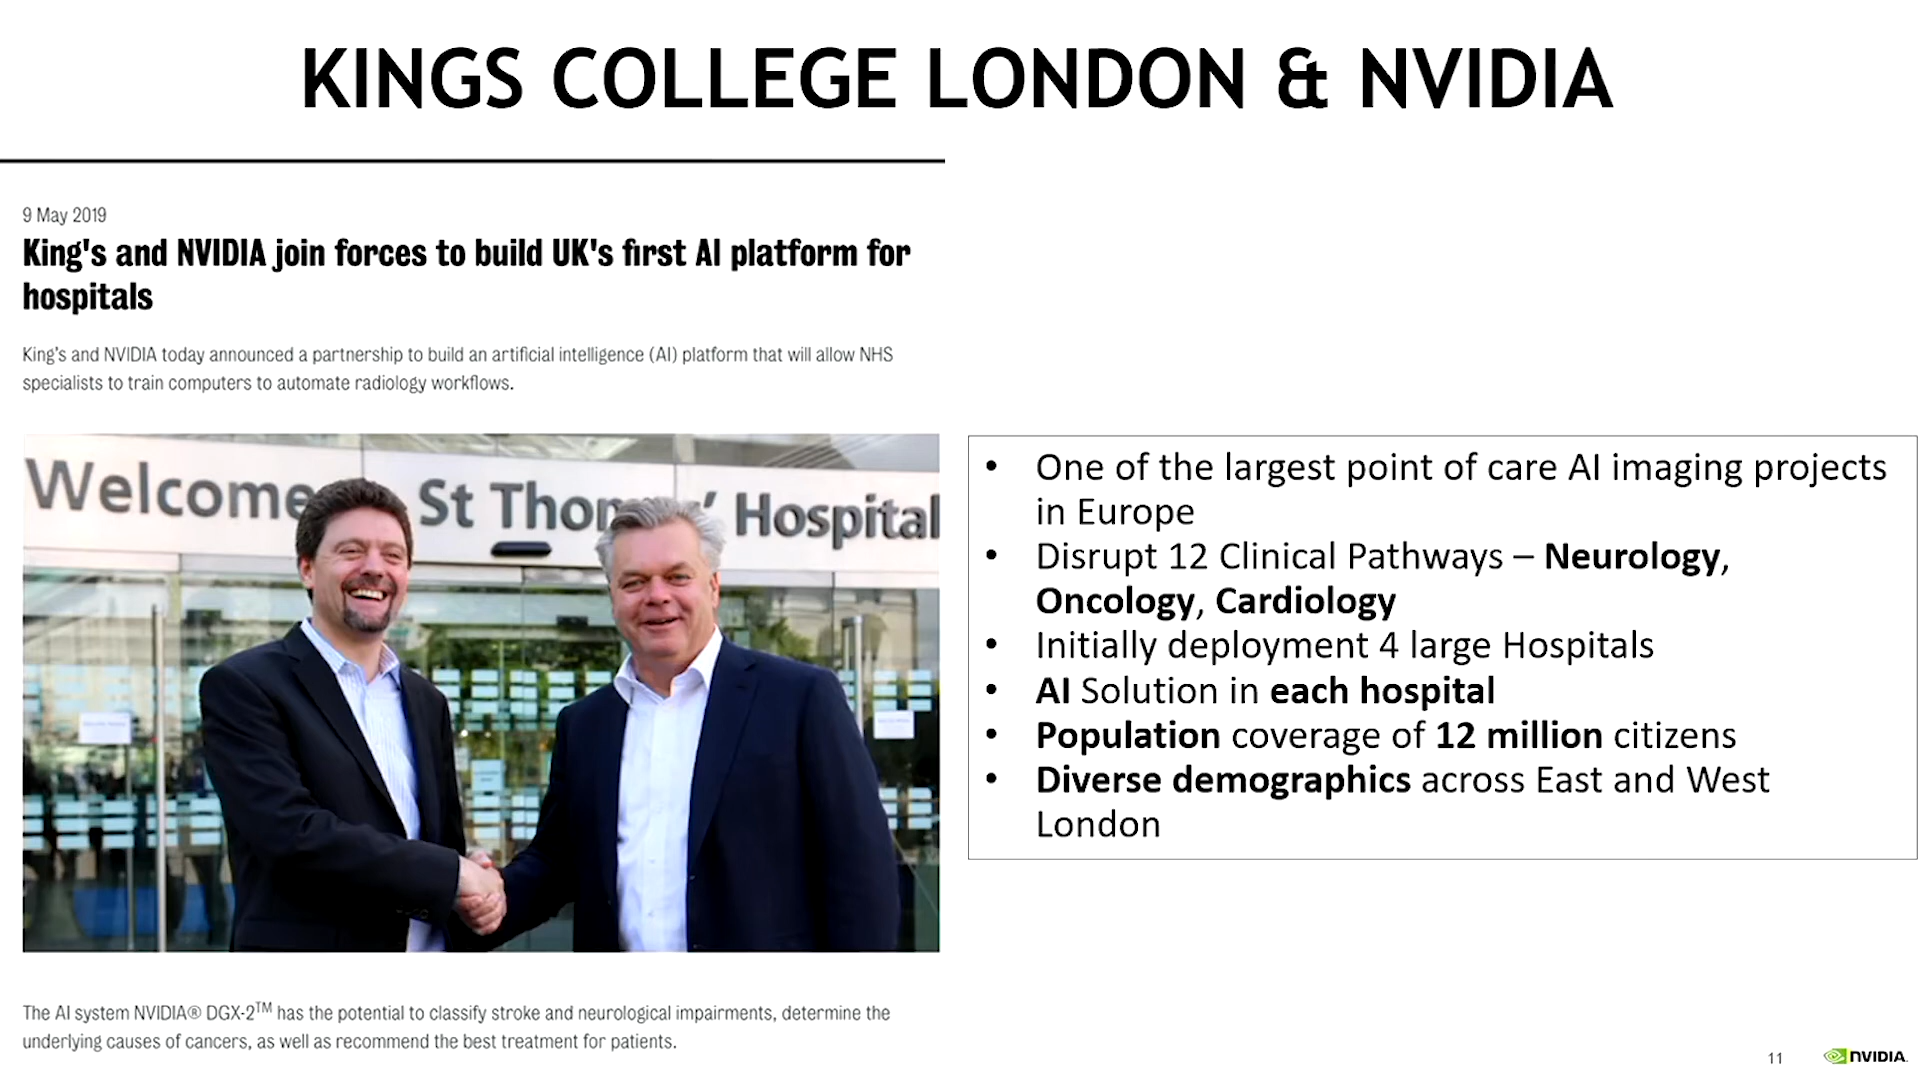 KINGS COLLEGE LONDON & NVIDIA
9 May 2019
King's and NVIDIA join forces to build UK's first AI platform for
hospitals
King's and NVIDIA today announced a partnership to build an artificial intelligence (AI) platform that will allow NHS
specialists to train computers to automate radiology workflows.
Welcome St Thom ' Hospital
• One of the largest point of care AI imaging projects
in Europe
• Disrupt 12 Clinical Pathways – Neurology,
Oncology, Cardiology
• Initially deployment 4 large Hospitals
• AI Solution in each hospital
• Population coverage of 12 million citizens
• Diverse demographics across East and West
London
The AI system NVIDIA® DGX-2™ has the potential to classify stroke and neurological impairments, determine the
underlying causes of cancers, as well as recommend the best treatment for patients.
11
NVIDIA.